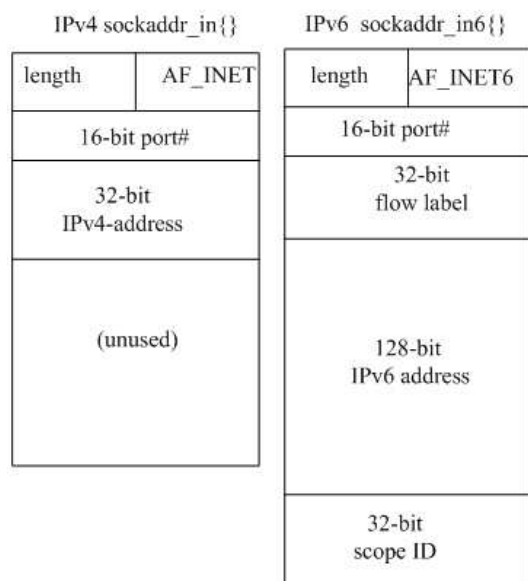 IPv4 sockaddr_in{}
length
AF_INET
16-bit port#
32-bit
IPv4-address
(unused)
IPv6 sockaddr_in6{}
length
AF_INET6
16-bit port#
32-bit
flow label
128-bit
IPv6 address
32-bit
scope ID